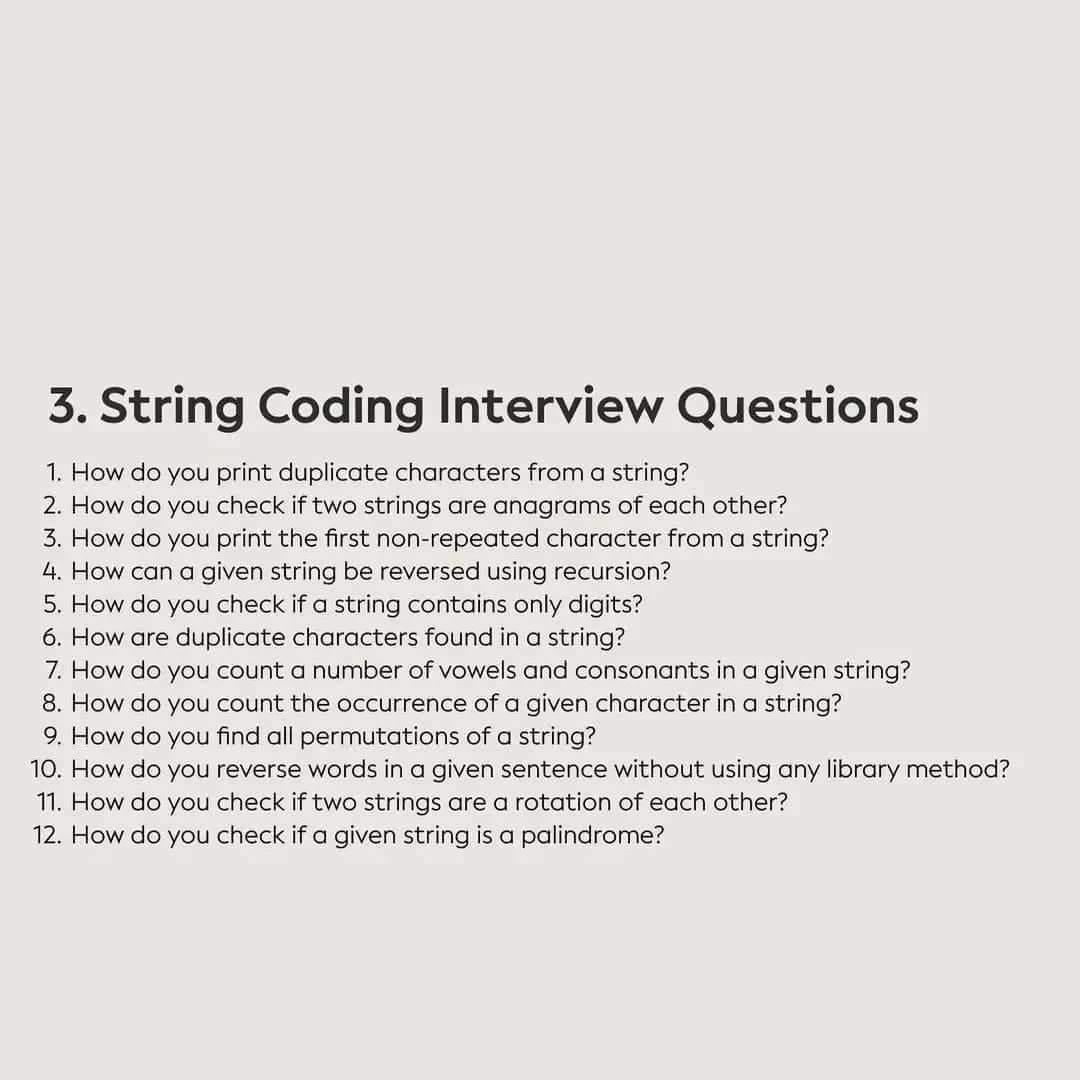 3. String Coding Interview Questions
1. How do you print duplicate characters from a string?
2. How do you check if two strings are anagrams of each other?
3. How do you print the first non-repeated character from a string?
4. How can a given string be reversed using recursion?
5. How do you check if a string contains only digits?
6. How are duplicate characters found in a string?
7. How do you count a number of vowels and consonants in a given string?
8. How do you count the occurrence of a given character in a string?
9. How do you find all permutations of a string?
10. How do you reverse words in a given sentence without using any library method?
11. How do you check if two strings are a rotation of each other?
12. How do you check if a given string is a palindrome?